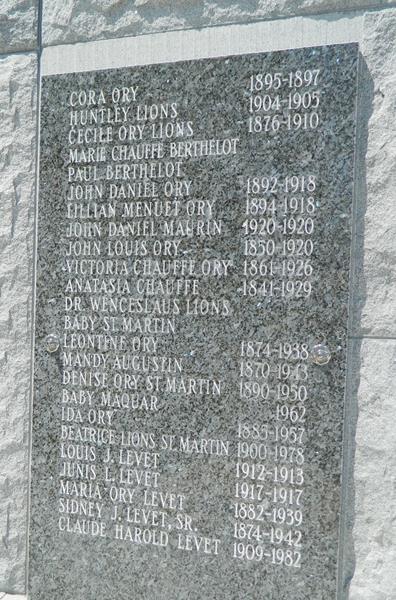 CORA ORY 1895-1897
HUNTLEY LIONS 1904-1905
CECILE ORY LIONS 1876-1910
MARIE CHAUFFE BERTHELOT
PAUL BERTHELOT
JOHN DANIEL ORY 1892-1918
LILLIAN MENUET ORY 1894-1918
JOHN DANIEL MAURIN 1920-1920
JOHN LOUIS ORY 1850-1920
VICTORIA CHAUFFE ORY 1861-1926
ANATASIA CHAUFFE 1841-1929
DR. WENCESLAUS LIONS
BABY ST. MARTIN
LEONTINE ORY 1874-1938
MANDY AUGUSTIN 1870-1943
DENISE ORY ST. MARTIN 1890-1950
BABY MAQUAR 1962
IDA ORY 1885-1957
BEATRICE LIONS ST. MARTIN 1900-1978
LOUIS J. LEVET 1912-1913
JUNIS L. LEVET 1917-1917
MARIA ORY LEVET 1882-1939
SIDNEY J. LEVET, SR. 1874-1942
CLAUDE HAROLD LEVET 1909-1982